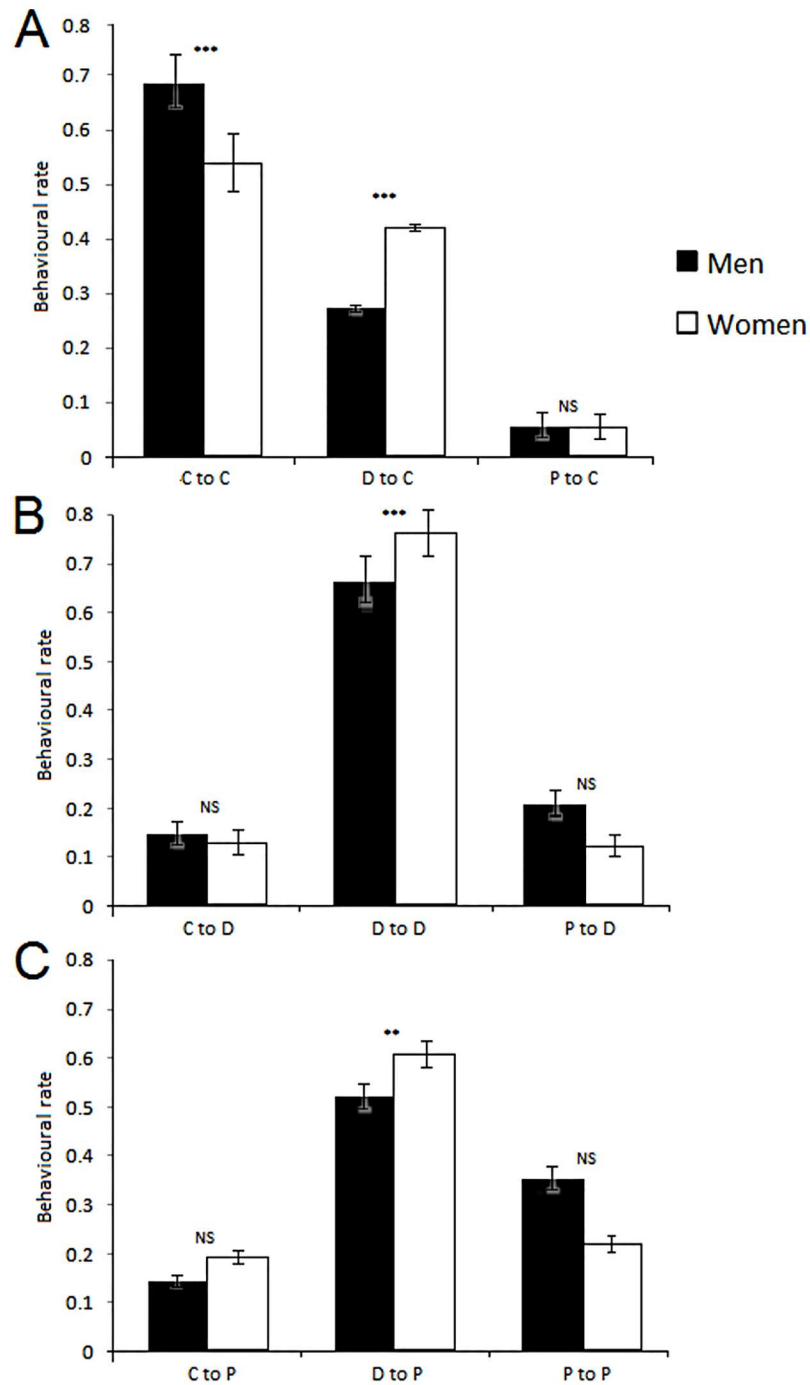 A
0.8
***
0.7
0.6
0.5
***
0.4
0.3
0.2
0.1
NS
0
Behavioural rate
C to C
D to C
P to C
Men
Women
B
0.8
***
0.7
0.6
0.5
0.4
0.3
0.2
NS
NS
0.1
0
Behavioural rate
C to D
D to D
P to D
C
0.8
0.7
**
0.6
0.5
0.4
NS
0.3
NS
0.2
0.1
0
Behavioural rate
C to P
D to P
P to P